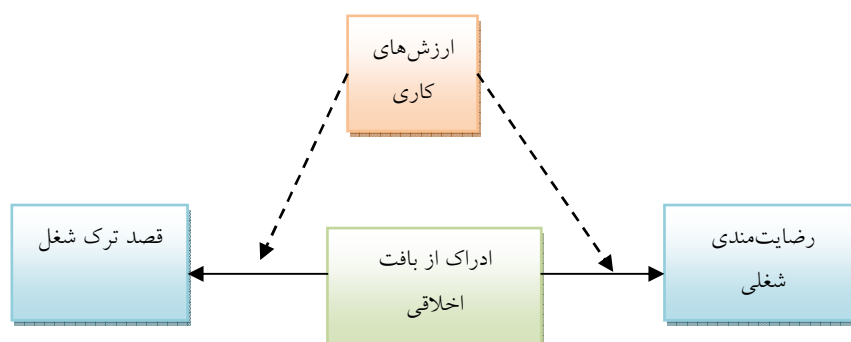 ارزش‌های
کاری
رضایت‌مندی
شغلی
ادراک از بافت
اخلاقی
قصد ترک شغل